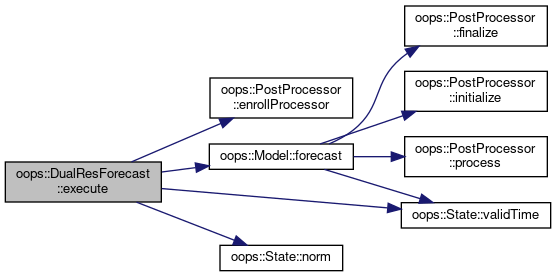 oops::DualResForecast
::execute
oops::PostProcessor
::enrollProcessor
oops::Model::forecast
oops::PostProcessor
::finalize
oops::PostProcessor
::initialize
oops::PostProcessor
::process
oops::State::validTime
oops::State::norm